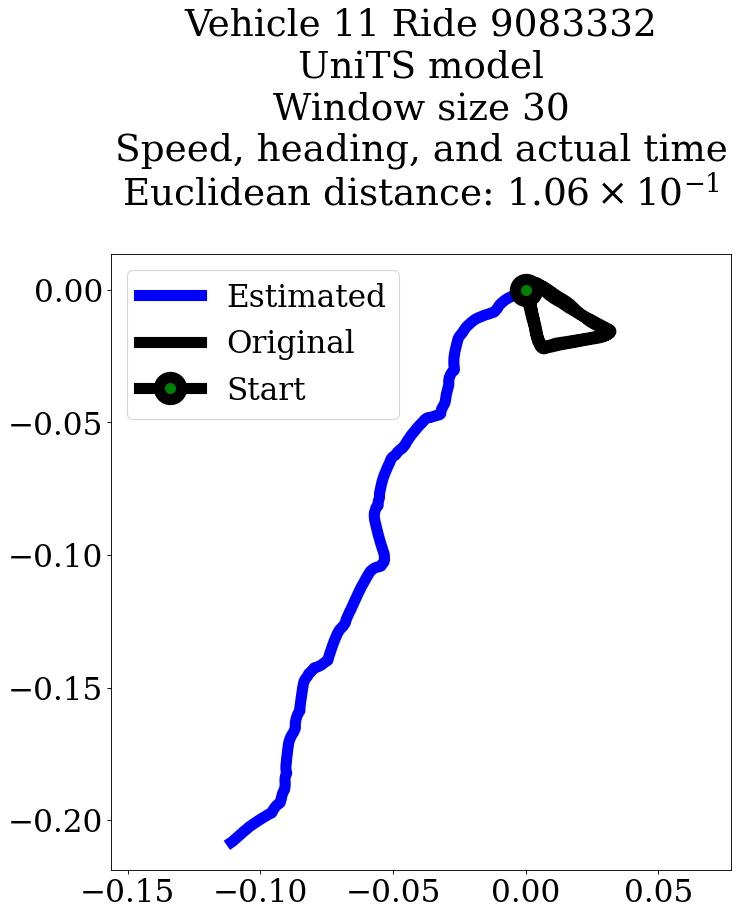 Vehicle 11 Ride 9083332
UniTS model
Window size 30
Speed, heading, and actual time
Euclidean distance: 1.06 × 10⁻¹
Estimated
Original
Start
0.00
−0.05
−0.10
−0.15
−0.20
−0.15 −0.10 −0.05 0.00 0.05